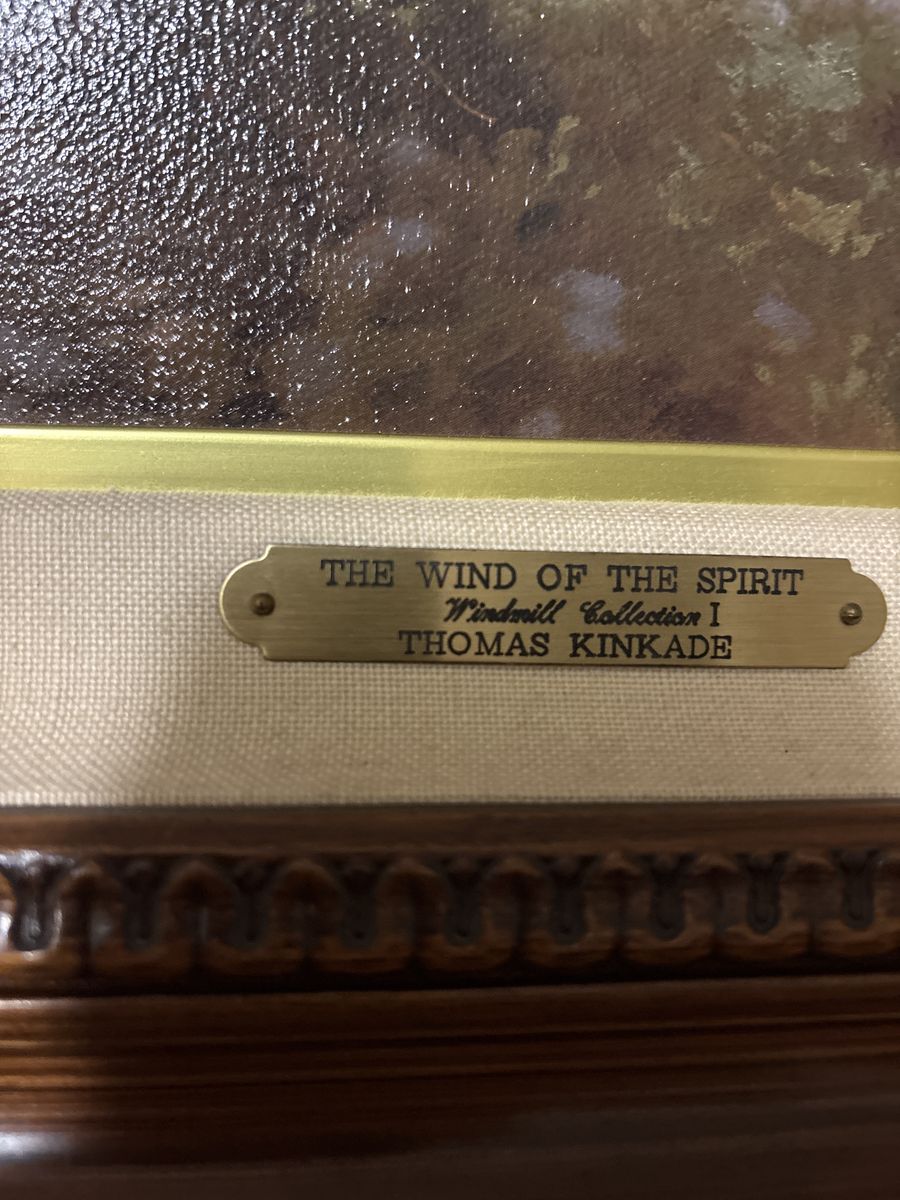 THE WIND OF THE SPIRIT
Windmill Collection I
THOMAS KINKADE